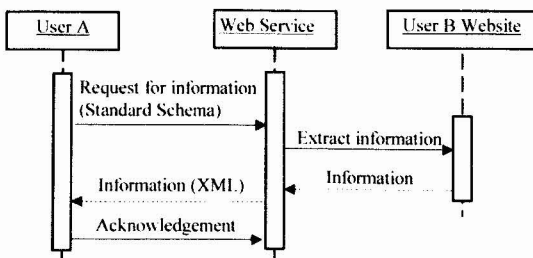 User A
Web Service
User B Website
Request for information
(Standard Schema)
Extract information
Information
Information (XML)
Acknowledgement